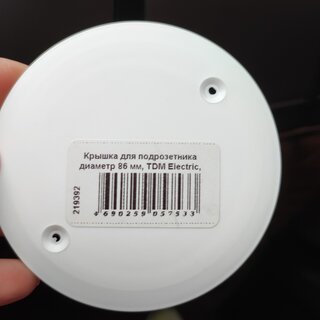 Крышка для подрозетника
диаметр 86 мм, TDM Electric,
219392
4690259057533